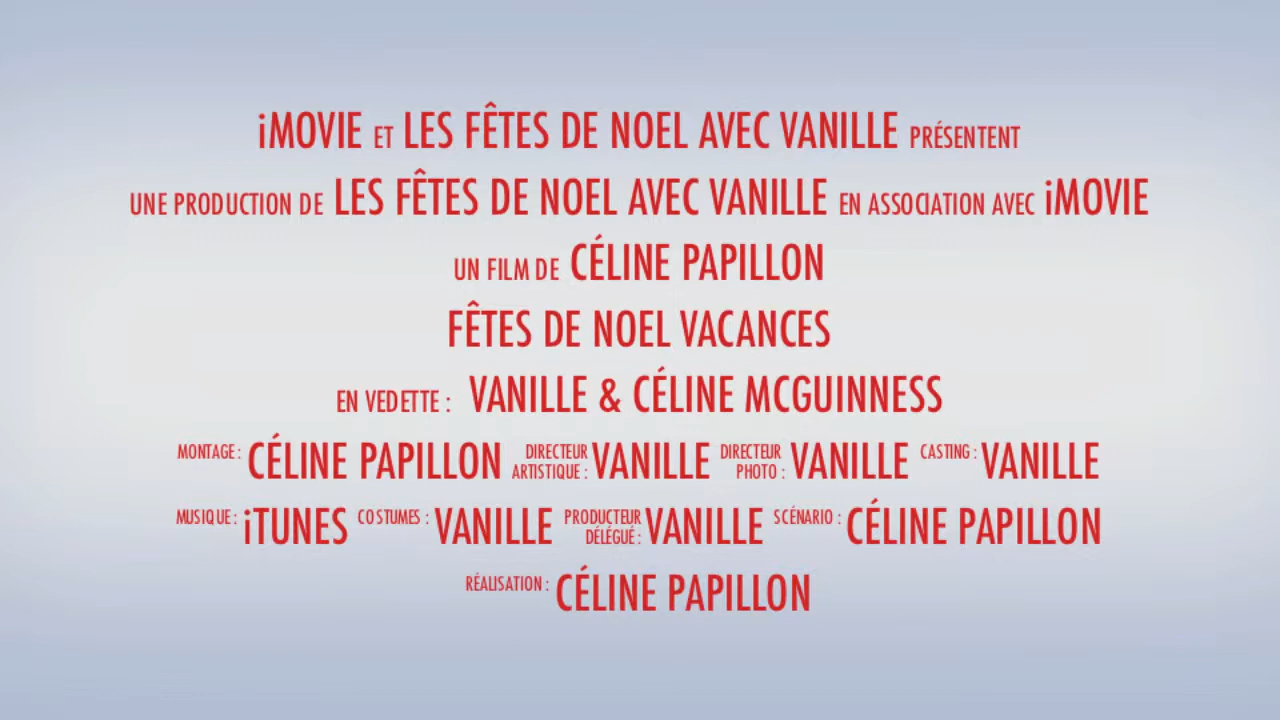 iMOVIE ET LES FÊTES DE NOEL AVEC VANILLE PRÉSENTENT
UNE PRODUCTION DE LES FÊTES DE NOEL AVEC VANILLE EN ASSOCIATION AVEC iMOVIE
UN FILM DE CÉLINE PAPILLON
FÊTES DE NOEL VACANCES
EN VEDETTE : VANILLE & CÉLINE MCGUINNESS
MONTAGE : CÉLINE PAPILLON DIRECTEUR ARTISTIQUE : VANILLE DIRECTEUR PHOTO : VANILLE CASTING : VANILLE
MUSIQUE : iTUNES COSTUMES : VANILLE PRODUCTEUR DÉLÉGUÉ : VANILLE SCÉNARIO : CÉLINE PAPILLON
RÉALISATION : CÉLINE PAPILLON